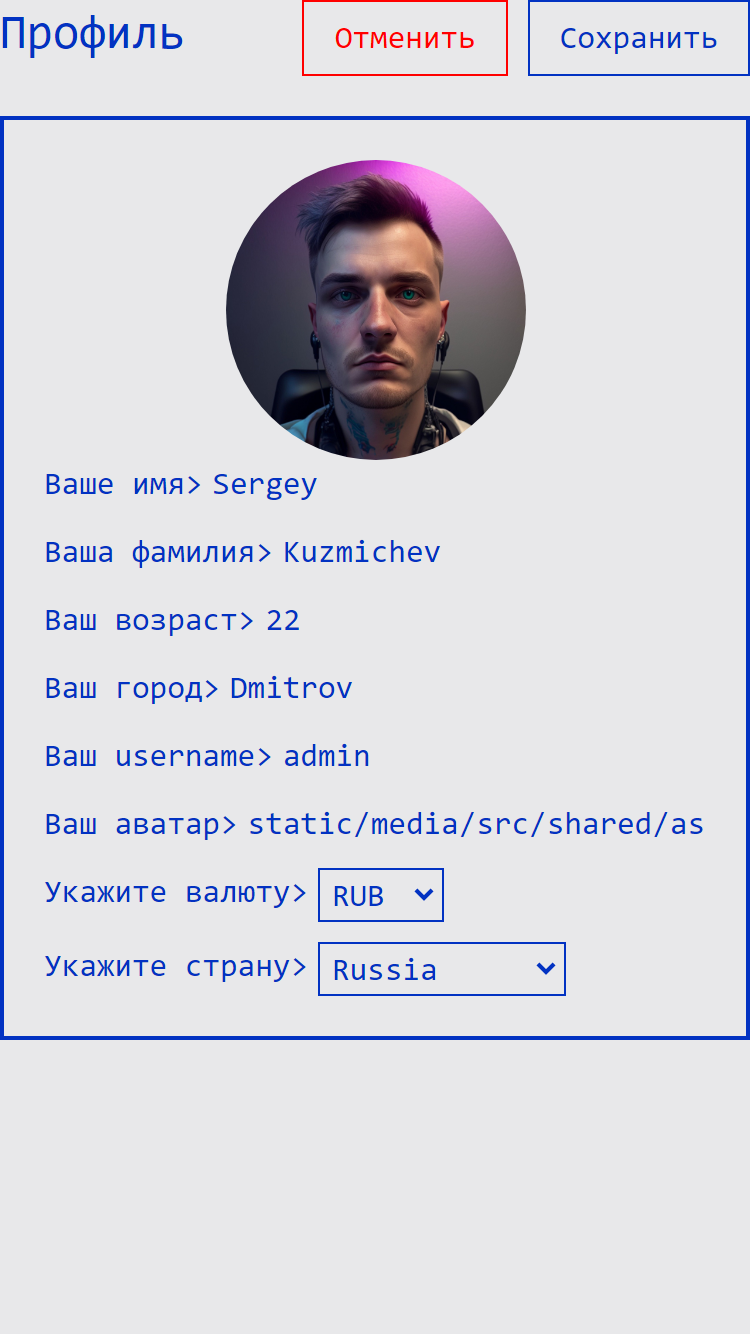 Профиль
Отменить
Сохранить
Ваше имя> Sergey
Ваша фамилия> Kuzmichev
Ваш возраст> 22
Ваш город> Dmitrov
Ваш username> admin
Ваш аватар> static/media/src/shared/as
Укажите валюту> RUB
Укажите страну> Russia